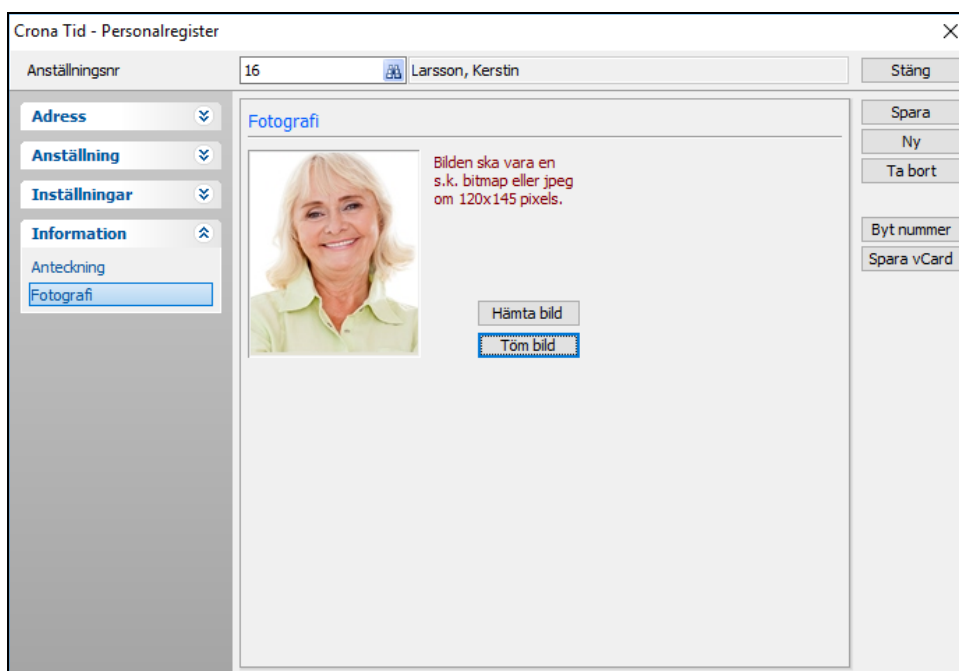 Crona Tid - Personalregister
Anställningsnr
16
Larsson, Kerstin
Stäng
Adress
Anställning
Inställningar
Information
Anteckning
Fotografi
Fotografi
Bilden ska vara en
s.k. bitmap eller jpeg
om 120x145 pixels.
Hämta bild
Töm bild
Spara
Ny
Ta bort
Byt nummer
Spara vCard